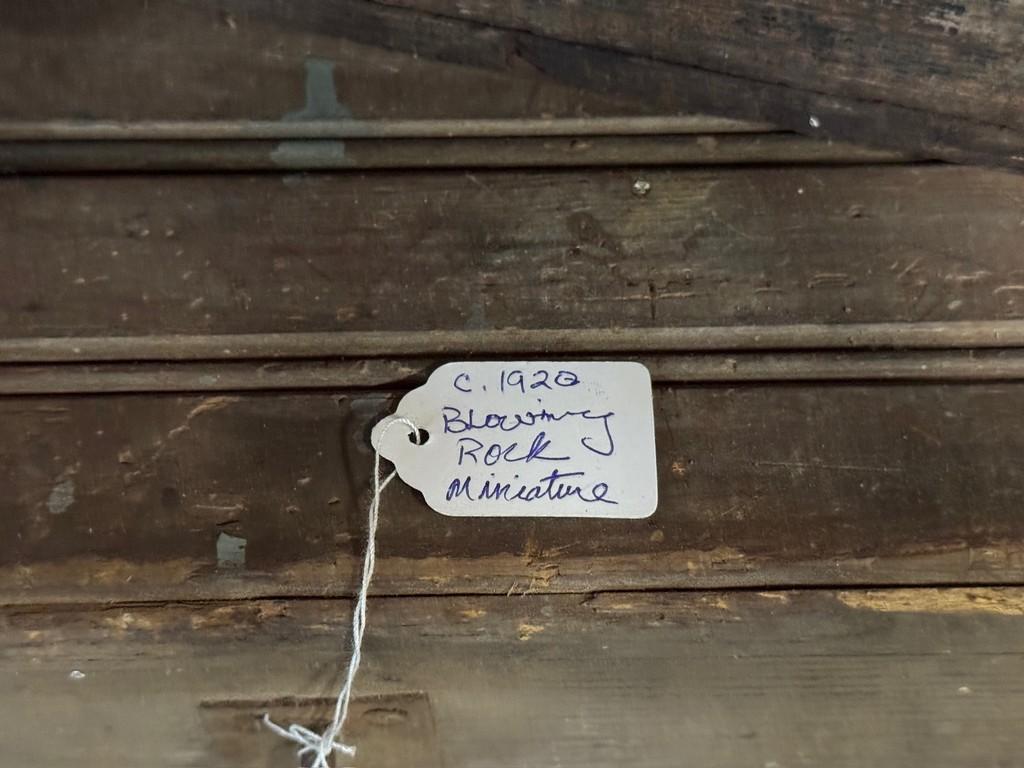 C. 1920
Blowing
Rock
Miniature